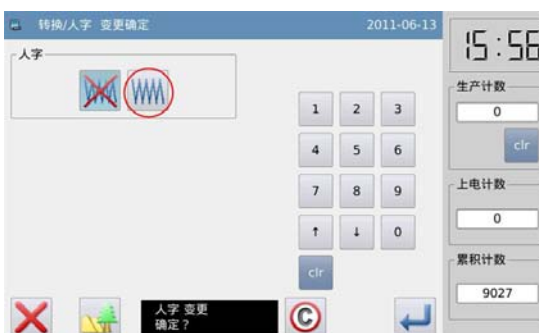 转换/人字 变更确定 2011-06-13
人字
15:56
生产计数
0
clr
上电计数
0
累积计数
9027
1 2 3
4 5 6
7 8 9
↑ ↓ 0
clr
人字 变更
确定？
C